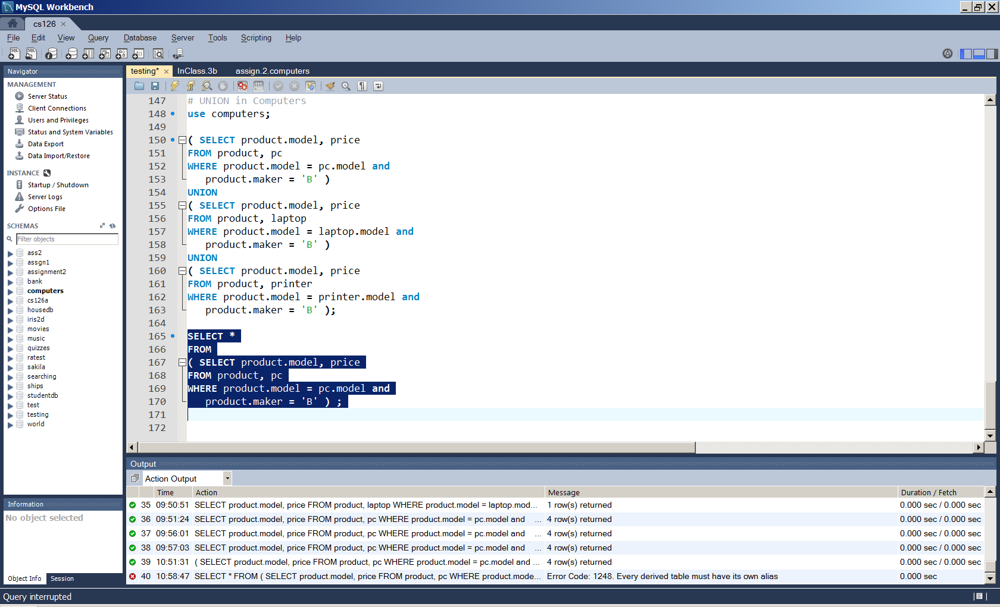 MySQL Workbench
cs126
File Edit View Query Database Server Tools Scripting Help
Navigator
MANAGEMENT
Server Status
Client Connections
Users and Privileges
Status and System Variables
Data Export
Data Import/Restore
INSTANCE
Startup / Shutdown
Server Logs
Options File
SCHEMAS
Filter objects
ass2
assgn1
assignment2
bank
computers
cs126a
housedb
iris2d
movies
music
quizzes
ratest
sakila
searching
ships
studentdb
test
testing
world
Information
No object selected
Object Info Session
testing* InClass.3b assign.2.computers
147 # UNION in Computers
148 use computers;
149
150 ( SELECT product.model, price
151 FROM product, pc
152 WHERE product.model = pc.model and
153 product.maker = 'B' )
154 UNION
155 ( SELECT product.model, price
156 FROM product, laptop
157 WHERE product.model = laptop.model and
158 product.maker = 'B' )
159 UNION
160 ( SELECT product.model, price
161 FROM product, printer
162 WHERE product.model = printer.model and
163 product.maker = 'B' );
164
165 SELECT *
166 FROM
167 ( SELECT product.model, price
168 FROM product, pc
169 WHERE product.model = pc.model and
170 product.maker = 'B' ) ;
171
172
Output
Action Output
Time Action Message Duration / Fetch
35 09:50:51 SELECT product.model, price FROM product, laptop WHERE product.model = laptop.mod... 1 row(s) returned 0.000 sec / 0.000 sec
36 09:51:24 SELECT product.model, price FROM product, pc WHERE product.model = pc.model and ... 4 row(s) returned 0.000 sec / 0.000 sec
37 09:56:01 SELECT product.model, price FROM product, pc WHERE product.model = pc.model and ... 4 row(s) returned 0.000 sec / 0.000 sec
38 09:57:03 SELECT product.model, price FROM product, pc WHERE product.model = pc.model and ... 4 row(s) returned 0.000 sec / 0.000 sec
39 10:51:31 ( SELECT product.model, price FROM product, pc WHERE product.model = pc.model and ... 4 row(s) returned 0.000 sec / 0.000 sec
40 10:58:47 SELECT * FROM ( SELECT product.model, price FROM product, pc WHERE product.mode... Error Code: 1248. Every derived table must have its own alias 0.000 sec
Query interrupted